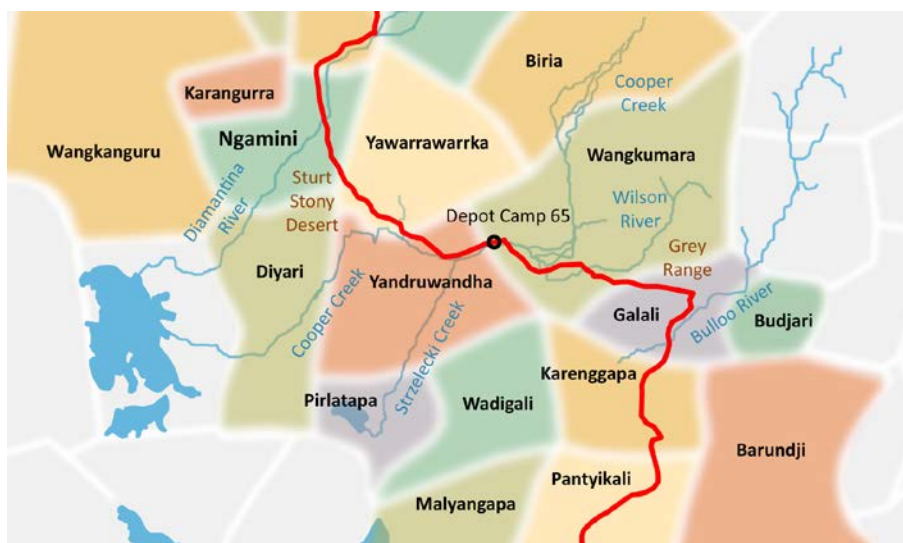 Biria
Cooper
Creek
Karangurra
Ngamini
Yawarrawarrka
Wangkanguru
Wangkumara
Diamantina
River
Sturt
Stony
Desert
Wilson
River
Depot Camp 65
Grey
Range
Diyari
Yandruwandha
Cooper Creek
Strzelecki Creek
Galali
Bulloo River
Budjari
Karenggapa
Pirlatapa
Wadigali
Barundji
Pantyikali
Malyangapa